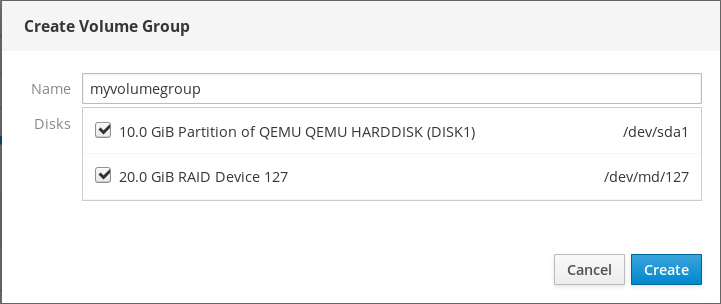 Create Volume Group
Name myvolumegroup
Disks
10.0 GiB Partition of QEMU QEMU HARDDISK (DISK1) /dev/sda1
20.0 GiB RAID Device 127 /dev/md/127
Cancel Create